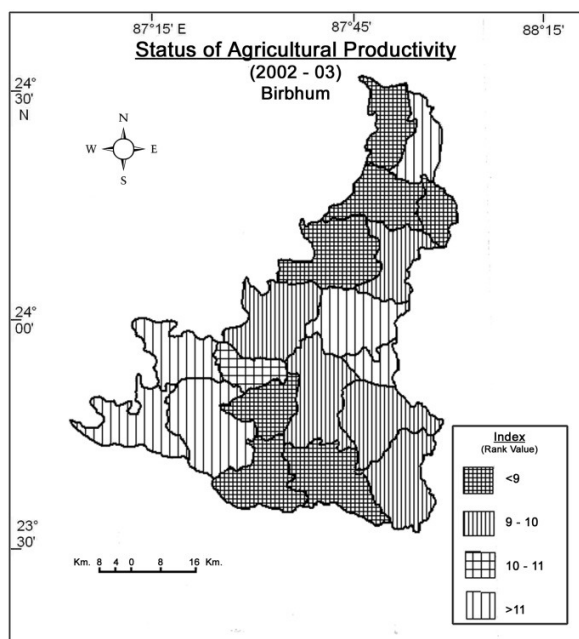 87°15' E 87°45' 88°15'
Status of Agricultural Productivity
(2002 - 03)
Birbhum
24°
30'
N
N
W E
S
24°
00'
23°
30'
Index
(Rank Value)
<9
9 - 10
10 - 11
>11
Km. 8 4 0 8 16 Km.